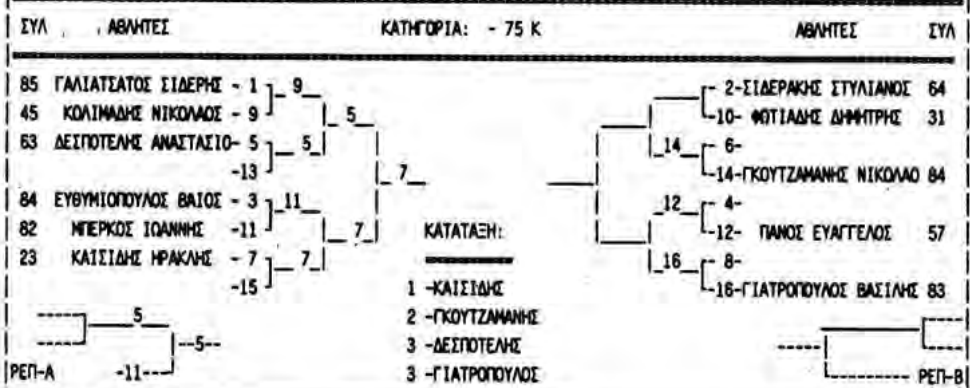 ΣΥΛ ΑΘΛΗΤΕΣ ΚΑΤΗΓΟΡΙΑ: - 75 Κ ΑΘΛΗΤΕΣ ΣΥΛ
85 ΓΑΛΙΑΤΣΑΤΟΣ ΣΙΔΕΡΗΣ - 1 9 2-ΣΙΔΕΡΑΚΗΣ ΣΤΥΛΙΑΝΟΣ 64
45 ΚΟΛΙΜΑΔΗΣ ΝΙΚΟΛΑΟΣ - 9 5 -10- ΦΩΤΙΑΔΗΣ ΔΗΜΗΤΡΗΣ 31
63 ΔΕΣΠΟΤΕΛΗΣ ΑΝΑΣΤΑΣΙΟ- 5 5 14 6-
-13 7 -14-ΓΚΟΥΤΖΑΜΑΝΗΣ ΝΙΚΟΛΑΟ 84
84 ΕΥΘΥΜΙΟΠΟΥΛΟΣ ΒΑΙΟΣ - 3 11 12 4-
82 ΜΠΕΡΚΟΣ ΙΩΑΝΝΗΣ -11 7 ΚΑΤΑΤΑΞΗ: -12- ΠΑΝΟΣ ΕΥΑΓΓΕΛΟΣ 57
23 ΚΑΙΣΙΔΗΣ ΗΡΑΚΛΗΣ - 7 7 16 8-
-15 1 -ΚΑΙΣΙΔΗΣ -16-ΓΙΑΤΡΟΠΟΥΛΟΣ ΒΑΣΙΛΗΣ 83
2 -ΓΚΟΥΤΖΑΜΑΝΗΣ
5
--5-- 3 -ΔΕΣΠΟΤΕΛΗΣ
ΡΕΠ-Α -11--- 3 -ΓΙΑΤΡΟΠΟΥΛΟΣ ΡΕΠ-Β